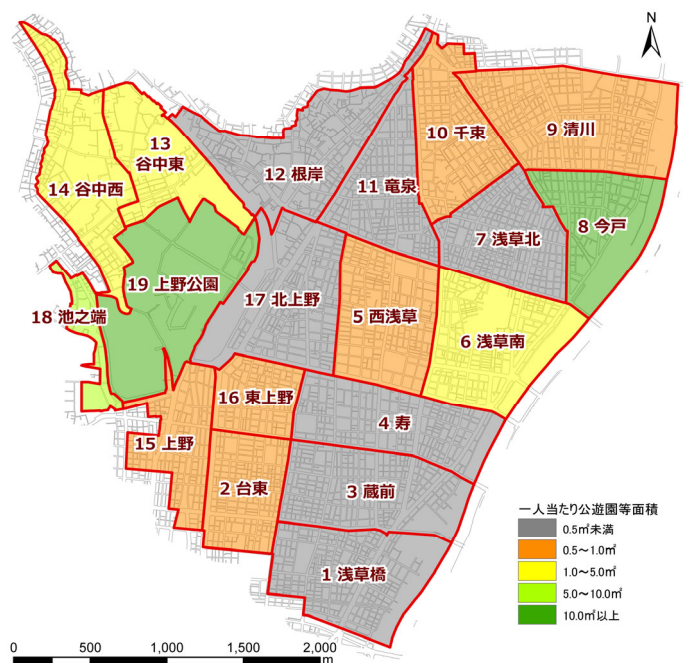 N
13
谷中東
10 千束
9 清川
14 谷中西
12 根岸
11 竜泉
8 今戸
7 浅草北
19 上野公園
17 北上野
18 池之端
5 西浅草
6 浅草南
16 東上野
4 寿
15 上野
2 台東
3 蔵前
1 浅草橋
一人当たり公遊園等面積
0.5㎡未満
0.5～1.0㎡
1.0～5.0㎡
5.0～10.0㎡
10.0㎡以上
0 500 1,000 1,500 2,000
m